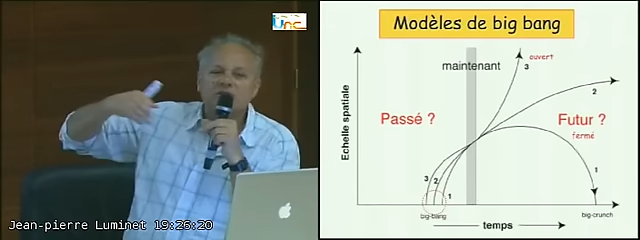 Unc
Jean-pierre Luminet 19:26:20
Modèles de big bang
Echelle spatiale
maintenant
ouvert
3
2
Passé ?
Futur ?
fermé
3
2
1
1
big-bang
big-crunch
temps